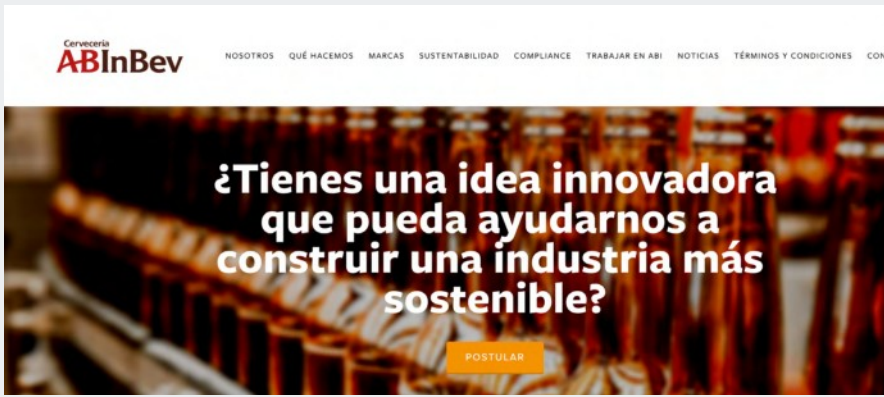 Cervecería
ABInBev
NOSOTROS QUÉ HACEMOS MARCAS SUSTENTABILIDAD COMPLIANCE TRABAJAR EN ABI NOTICIAS TÉRMINOS Y CONDICIONES
¿Tienes una idea innovadora
que pueda ayudarnos a
construir una industria más
sostenible?
POSTULAR